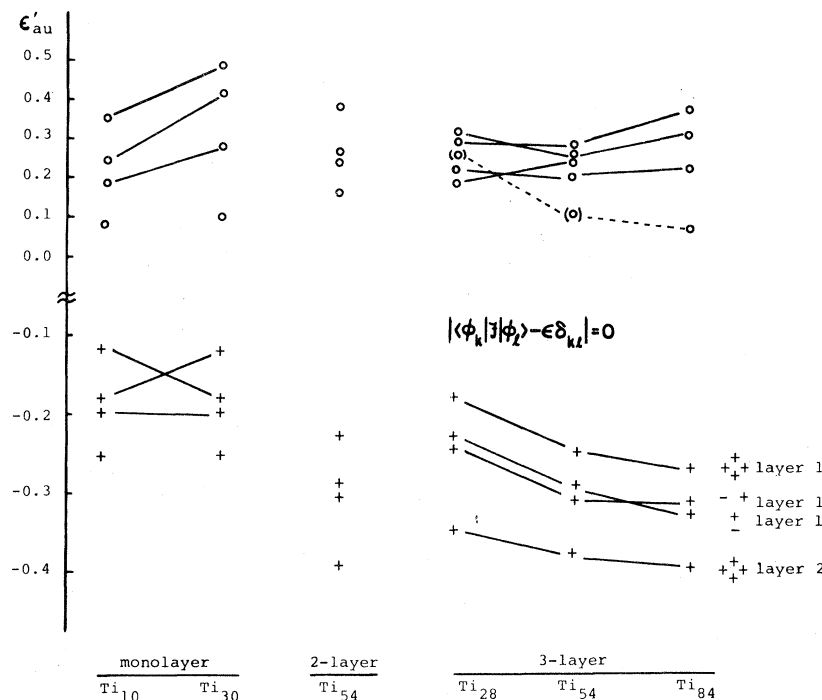 ϵ′au
0.5
0.4
0.3
0.2
0.1
0.0
-0.1
|⟨ϕk|ℱ|ϕℓ⟩-ϵδkℓ|=0
-0.2
+ + + + layer 1
- + layer 1
-0.3
+ - layer 1
+ + + + layer 2
-0.4
monolayer 2-layer 3-layer
Ti10 Ti30 Ti54 Ti28 Ti54 Ti84